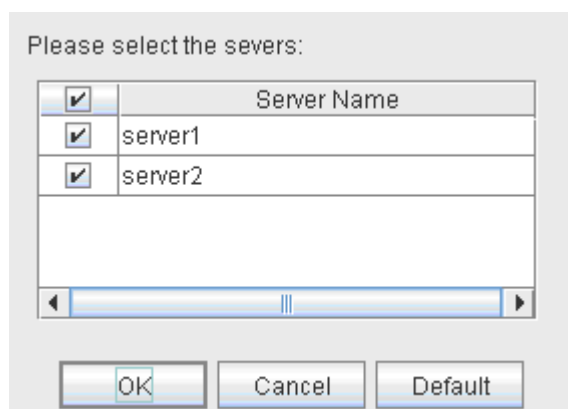 Please select the severs:
Server Name
server1
server2
OK Cancel Default